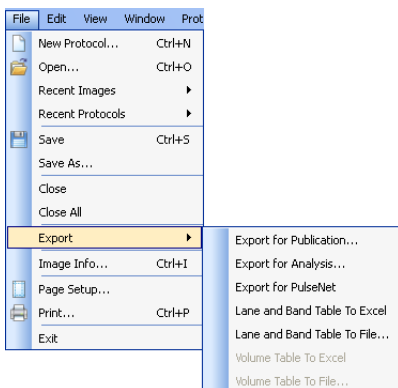 File Edit View Window Prot
New Protocol... Ctrl+N
Open... Ctrl+O
Recent Images
Recent Protocols
Save Ctrl+S
Save As...
Close
Close All
Export
Export for Publication...
Image Info... Ctrl+I
Export for Analysis...
Page Setup...
Export for PulseNet
Print... Ctrl+P
Lane and Band Table To Excel
Exit
Lane and Band Table To File...
Volume Table To Excel
Volume Table To File...